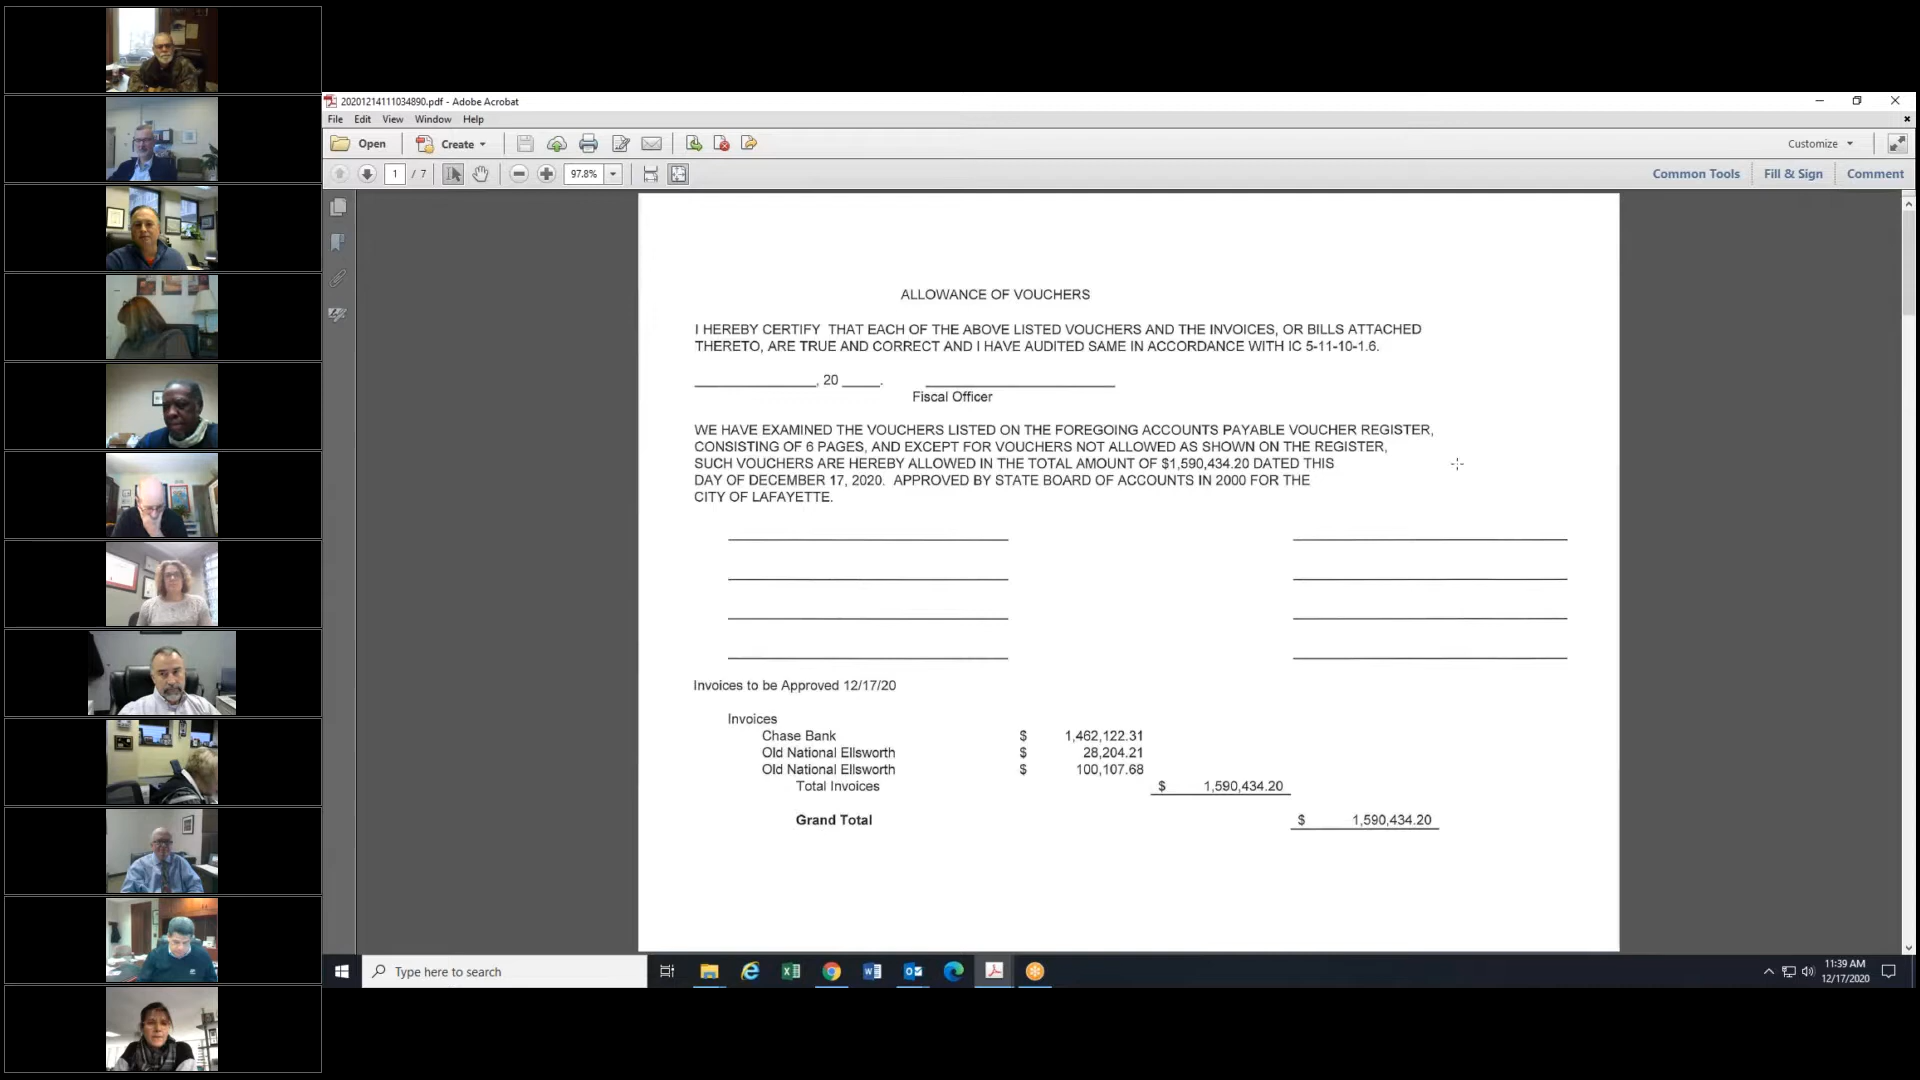 20201214111034890.pdf - Adobe Acrobat
File Edit View Window Help
Open Create Customize
1 / 7 97.8% Common Tools Fill & Sign Comment
ALLOWANCE OF VOUCHERS
I HEREBY CERTIFY THAT EACH OF THE ABOVE LISTED VOUCHERS AND THE INVOICES, OR BILLS ATTACHED
THERETO, ARE TRUE AND CORRECT AND I HAVE AUDITED SAME IN ACCORDANCE WITH IC 5-11-10-1.6.
________________, 20 _____. _________________________
Fiscal Officer
WE HAVE EXAMINED THE VOUCHERS LISTED ON THE FOREGOING ACCOUNTS PAYABLE VOUCHER REGISTER,
CONSISTING OF 6 PAGES, AND EXCEPT FOR VOUCHERS NOT ALLOWED AS SHOWN ON THE REGISTER,
SUCH VOUCHERS ARE HEREBY ALLOWED IN THE TOTAL AMOUNT OF $1,590,434.20 DATED THIS
DAY OF DECEMBER 17, 2020. APPROVED BY STATE BOARD OF ACCOUNTS IN 2000 FOR THE
CITY OF LAFAYETTE.
Invoices to be Approved 12/17/20
Invoices
Chase Bank $ 1,462,122.31
Old National Ellsworth $ 28,204.21
Old National Ellsworth $ 100,107.68
Total Invoices $ 1,590,434.20
Grand Total $ 1,590,434.20
Type here to search
11:39 AM
12/17/2020